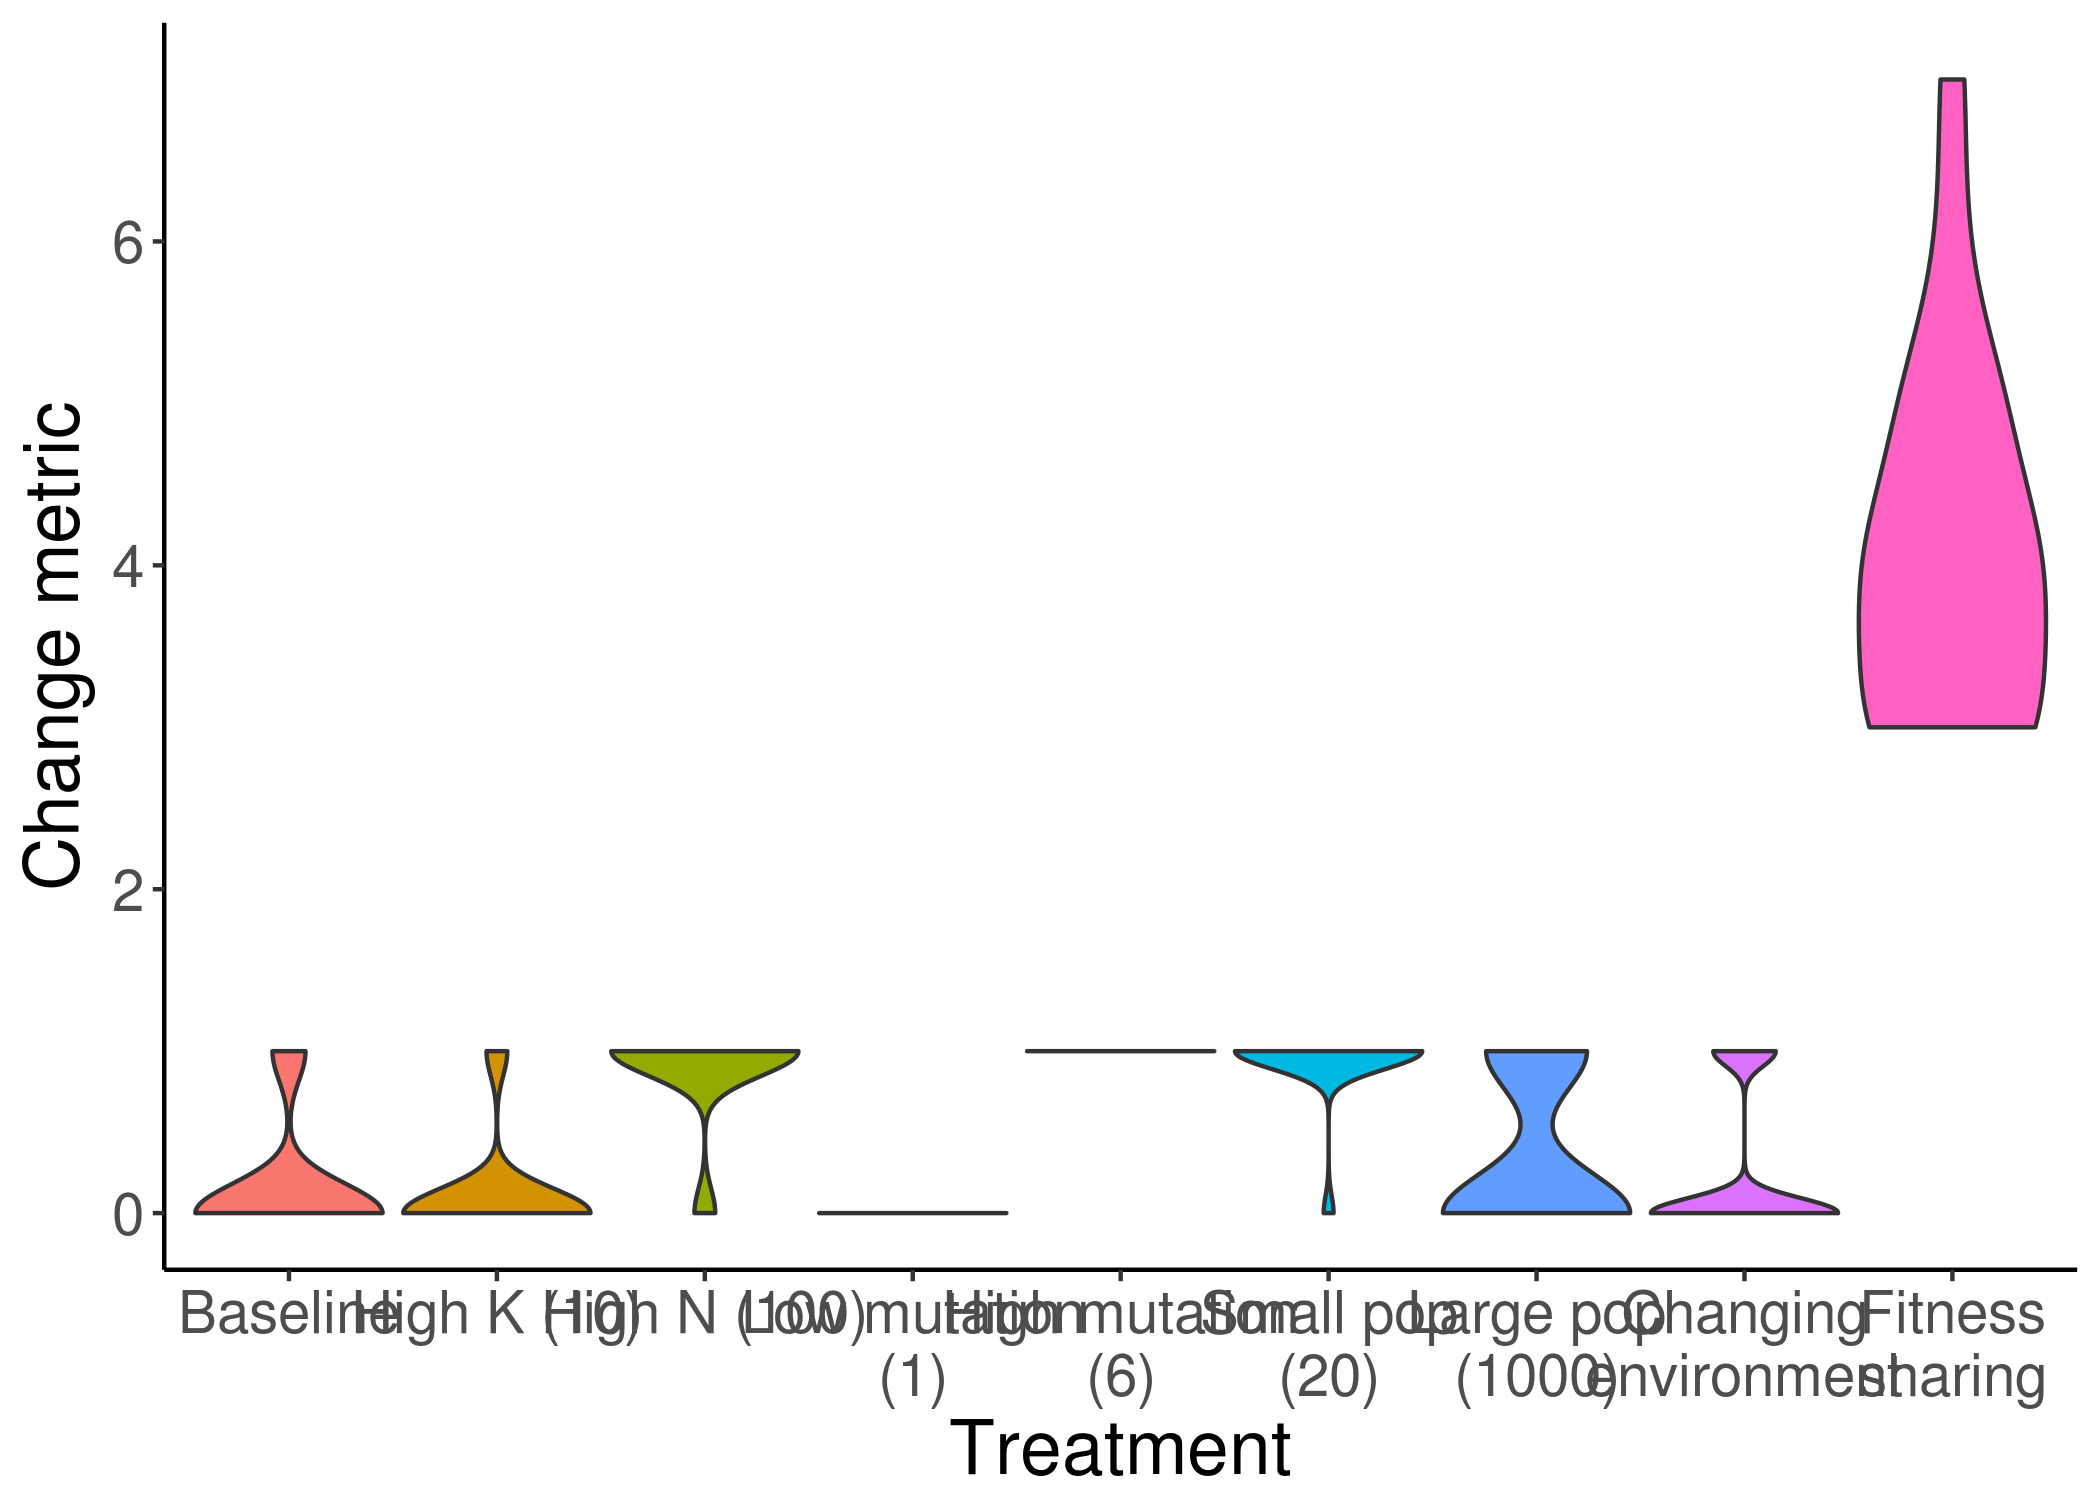 Change metric
6
4
2
0
Baseline High K (10) High N (100) Low mutation High mutation Small pop Large pop Changing Fitness
(1) (6) (20) (1000) environment sharing
Treatment